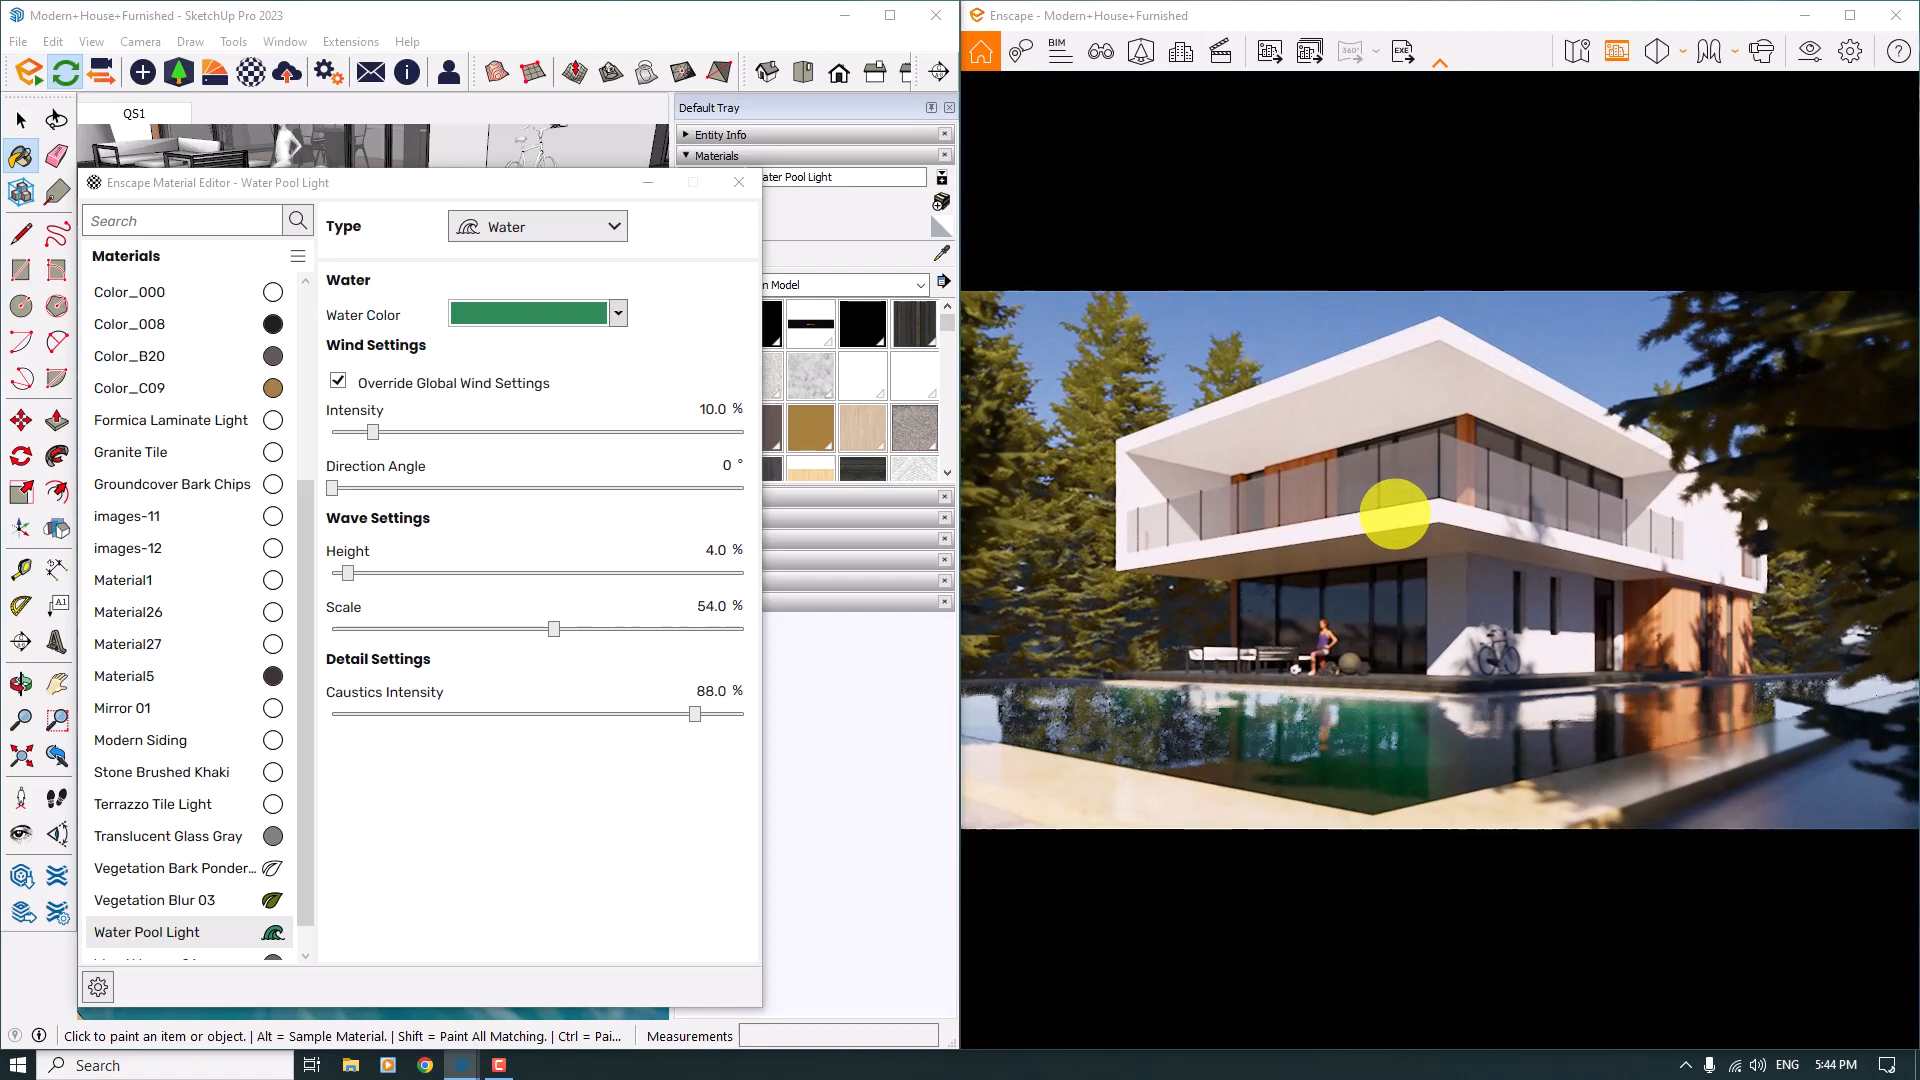 Modern+House+Furnished - SketchUp Pro 2023
Enscape - Modern+House+Furnished
File Edit View Camera Draw Tools Window Extensions Help
BIM
360°
EXE
QS1
Default Tray
Entity Info
Materials
Enscape Material Editor - Water Pool Light
ater Pool Light
Search
Type
Water
Materials
Water
Color_000
n Model
Water Color
Color_008
Wind Settings
Color_B20
Override Global Wind Settings
Color_C09
Intensity
10.0 %
Formica Laminate Light
Granite Tile
Direction Angle
0 °
Groundcover Bark Chips
images-11
Wave Settings
images-12
Height
4.0 %
Material1
Material26
Scale
54.0 %
A1
Material27
Detail Settings
Material5
Caustics Intensity
88.0 %
Mirror 01
Modern Siding
Stone Brushed Khaki
Terrazzo Tile Light
Translucent Glass Gray
Vegetation Bark Ponder...
Vegetation Blur 03
Water Pool Light
Click to paint an item or object. | Alt = Sample Material. | Shift = Paint All Matching. | Ctrl = Pai...
Measurements
Search
ENG
5:44 PM